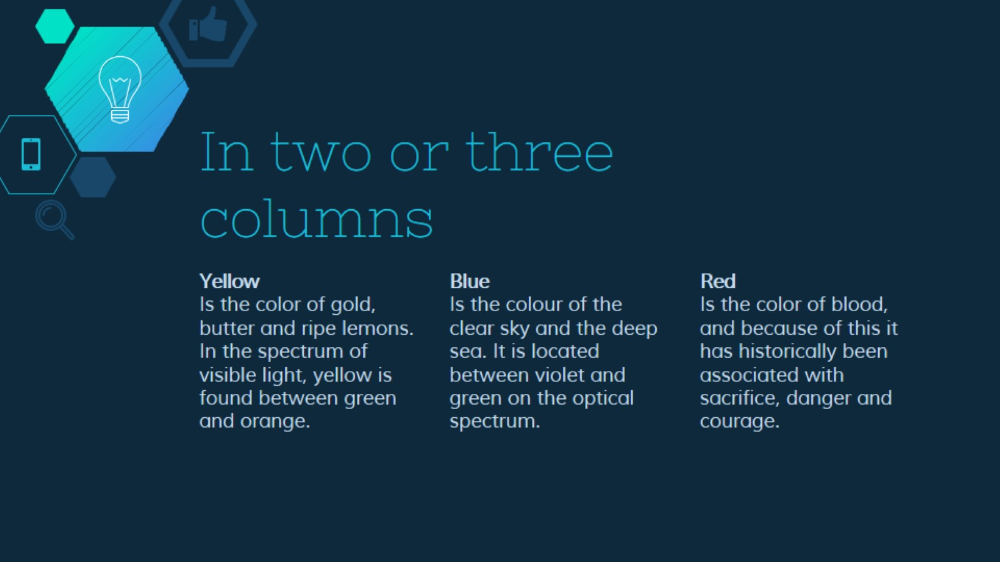 In two or three
columns
Yellow
Is the color of gold,
butter and ripe lemons.
In the spectrum of
visible light, yellow is
found between green
and orange.
Blue
Is the colour of the
clear sky and the deep
sea. It is located
between violet and
green on the optical
spectrum.
Red
Is the color of blood,
and because of this it
has historically been
associated with
sacrifice, danger and
courage.